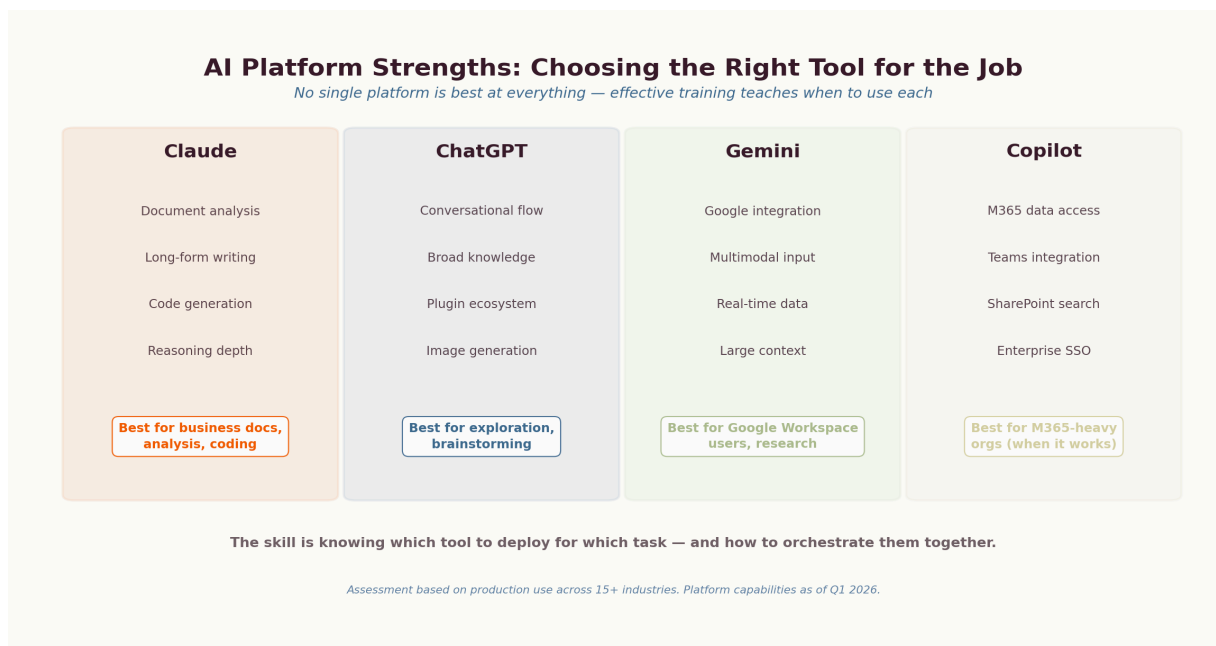 AI Platform Strengths: Choosing the Right Tool for the Job
No single platform is best at everything — effective training teaches when to use each
Claude
Document analysis
Long-form writing
Code generation
Reasoning depth
Best for business docs,
analysis, coding
ChatGPT
Conversational flow
Broad knowledge
Plugin ecosystem
Image generation
Best for exploration,
brainstorming
Gemini
Google integration
Multimodal input
Real-time data
Large context
Best for Google Workspace
users, research
Copilot
M365 data access
Teams integration
SharePoint search
Enterprise SSO
Best for M365-heavy
orgs (when it works)
The skill is knowing which tool to deploy for which task — and how to orchestrate them together.
Assessment based on production use across 15+ industries. Platform capabilities as of Q1 2026.